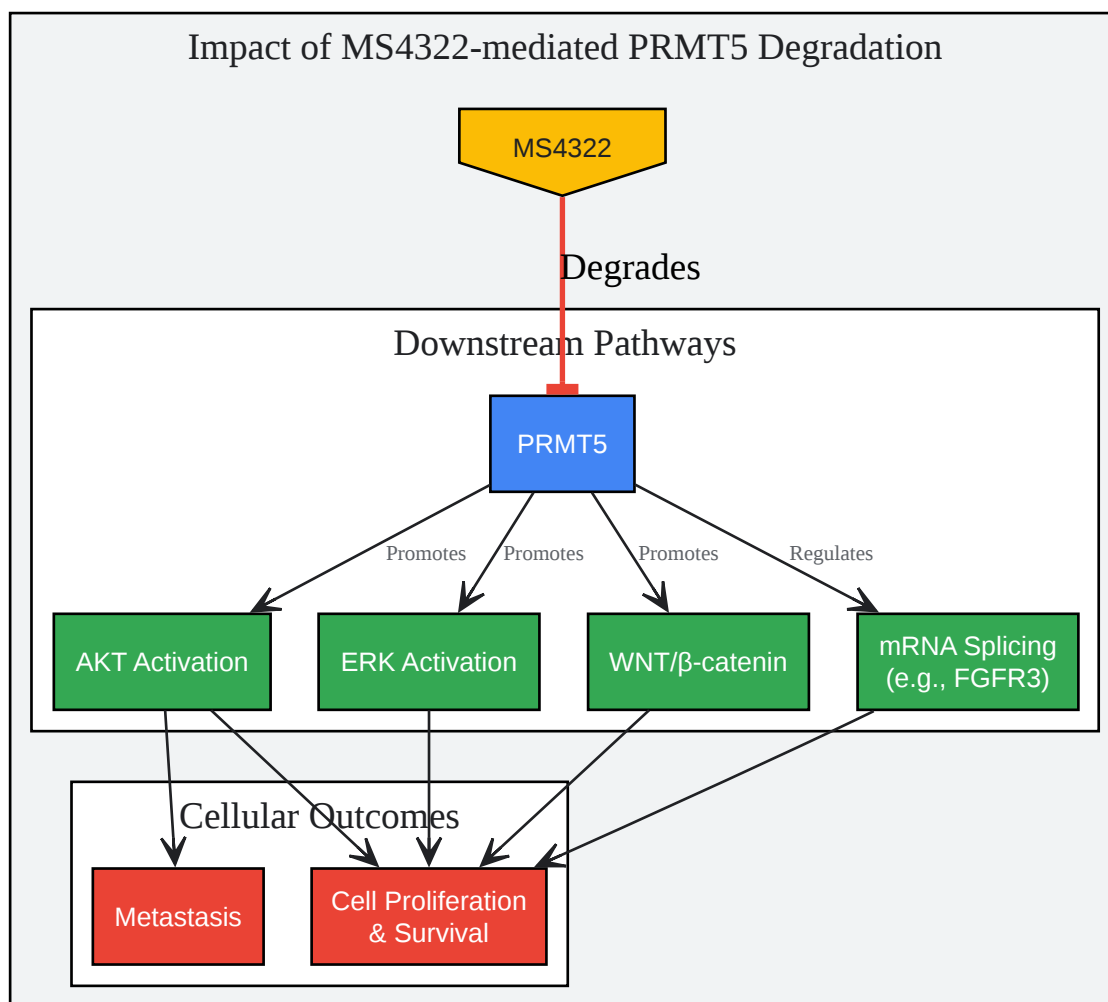 Impact of MS4322-mediated PRMT5 Degradation
MS4322
Degrades
Downstream Pathways
PRMT5
Promotes
Promotes
Promotes
Regulates
AKT Activation
ERK Activation
WNT/β-catenin
mRNA Splicing
(e.g., FGFR3)
Cellular Outcomes
Metastasis
Cell Proliferation
& Survival